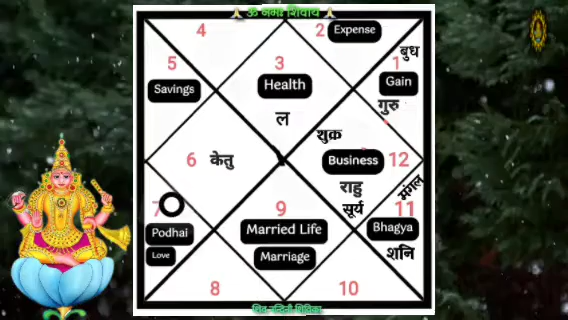 ॐ नमः शिवाय
4
2 Expense
बुध
5
3
1
Savings
Health
Gain
ल
गुरु
शुक्र
6 केतु
Business 12
राहु
मंगल
7
9
सूर्य
11
Podhai
Married Life
Bhagya
Love
Marriage
शनि
8
10